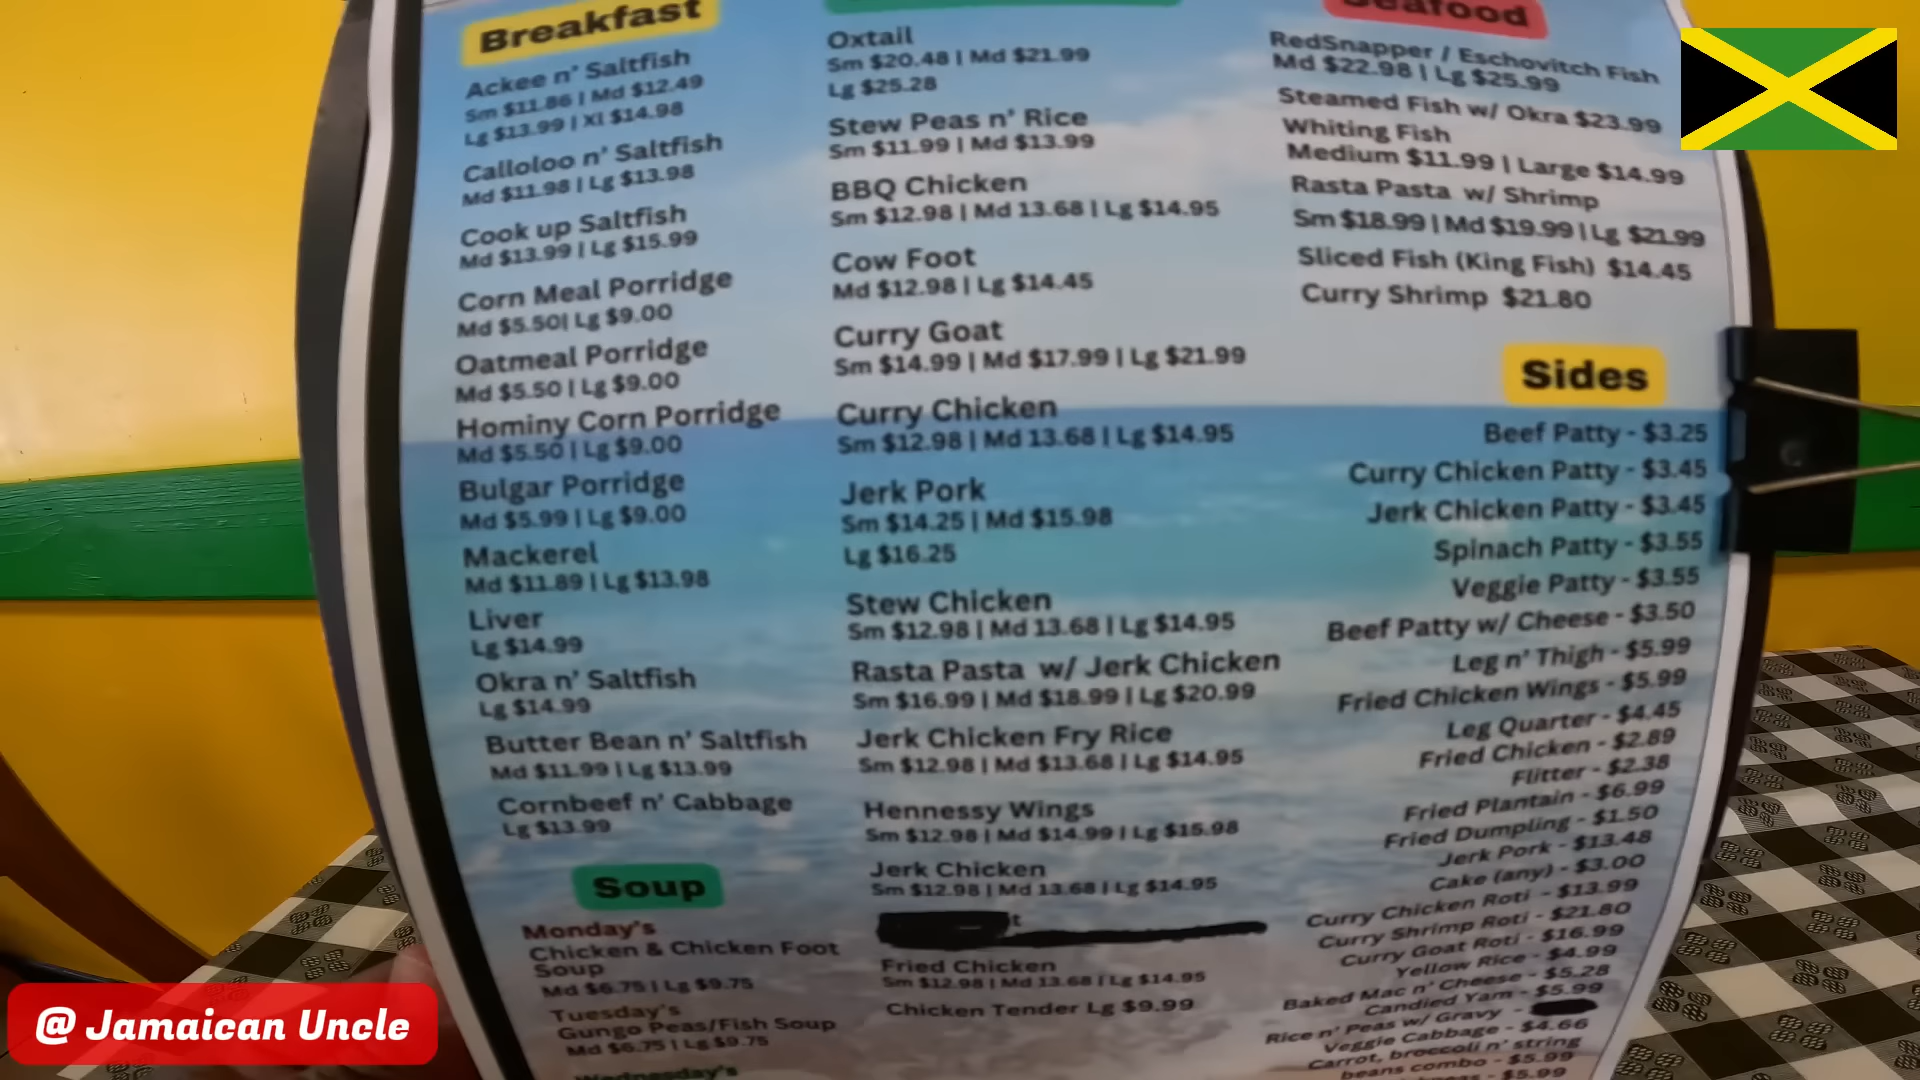 Breakfast
Ackee n' Saltfish
Sm $11.86 | Md $12.49
Lg $13.99 | Xl $14.98
Calloloo n' Saltfish
Md $11.98 | Lg $13.98
Cook up Saltfish
Md $13.99 | Lg $15.99
Corn Meal Porridge
Md $5.50| Lg $9.00
Oatmeal Porridge
Md $5.50 | Lg $9.00
Hominy Corn Porridge
Md $5.50 | Lg $9.00
Bulgar Porridge
Md $5.99 | Lg $9.00
Mackerel
Md $11.89 | Lg $13.98
Liver
Lg $14.99
Okra n' Saltfish
Lg $14.99
Butter Bean n' Saltfish
Md $11.99 | Lg $13.99
Cornbeef n' Cabbage
Lg $13.99
Soup
Monday's
Chicken & Chicken Foot
Soup
Md $6.75 | Lg $9.75
Tuesday's
Gungo Peas/Fish Soup
Md $6.75 | Lg $9.75
Wednesday's
Oxtail
Sm $20.48 | Md $21.99
Lg $25.28
Stew Peas n' Rice
Sm $11.99 | Md $13.99
BBQ Chicken
Sm $12.98 | Md 13.68 | Lg $14.95
Cow Foot
Md $12.98 | Lg $14.45
Curry Goat
Sm $14.99 | Md $17.99 | Lg $21.99
Curry Chicken
Sm $12.98 | Md 13.68 | Lg $14.95
Jerk Pork
Sm $14.25 | Md $15.98
Lg $16.25
Stew Chicken
Sm $12.98 | Md 13.68 | Lg $14.95
Rasta Pasta w/ Jerk Chicken
Sm $16.99 | Md $18.99 | Lg $20.99
Jerk Chicken Fry Rice
Sm $12.98 | Md $13.68 | Lg $14.95
Hennessy Wings
Sm $12.98 | Md $14.99 | Lg $15.98
Jerk Chicken
Sm $12.98 | Md 13.68 | Lg $14.95
t
Fried Chicken
Sm $12.98 | Md 13.68 | Lg $14.95
Chicken Tender Lg $9.99
Seafood
RedSnapper / Eschovitch Fish
Md $22.98 | Lg $25.99
Steamed Fish w/ Okra $23.99
Whiting Fish
Medium $11.99 | Large $14.99
Rasta Pasta w/ Shrimp
Sm $18.99 | Md $19.99 | Lg $21.99
Sliced Fish (King Fish) $14.45
Curry Shrimp $21.80
Sides
Beef Patty - $3.25
Curry Chicken Patty - $3.45
Jerk Chicken Patty - $3.45
Spinach Patty - $3.55
Veggie Patty - $3.55
Beef Patty w/ Cheese - $3.50
Leg n' Thigh - $5.99
Fried Chicken Wings - $5.99
Leg Quarter - $4.45
Fried Chicken - $2.89
Flitter - $2.38
Fried Plantain - $6.99
Fried Dumpling - $1.50
Jerk Pork - $13.48
Cake (any) - $3.00
Curry Chicken Roti - $13.99
Curry Shrimp Roti - $21.80
Curry Goat Roti - $16.99
Yellow Rice - $4.99
Baked Mac n' Cheese - $5.28
Candied Yam - $5.99
Rice n' Peas w/ Gravy -
Veggie Cabbage - $4.66
Carrot, broccoli n' string
beans combo - $5.99
- $5.99
@ Jamaican Uncle